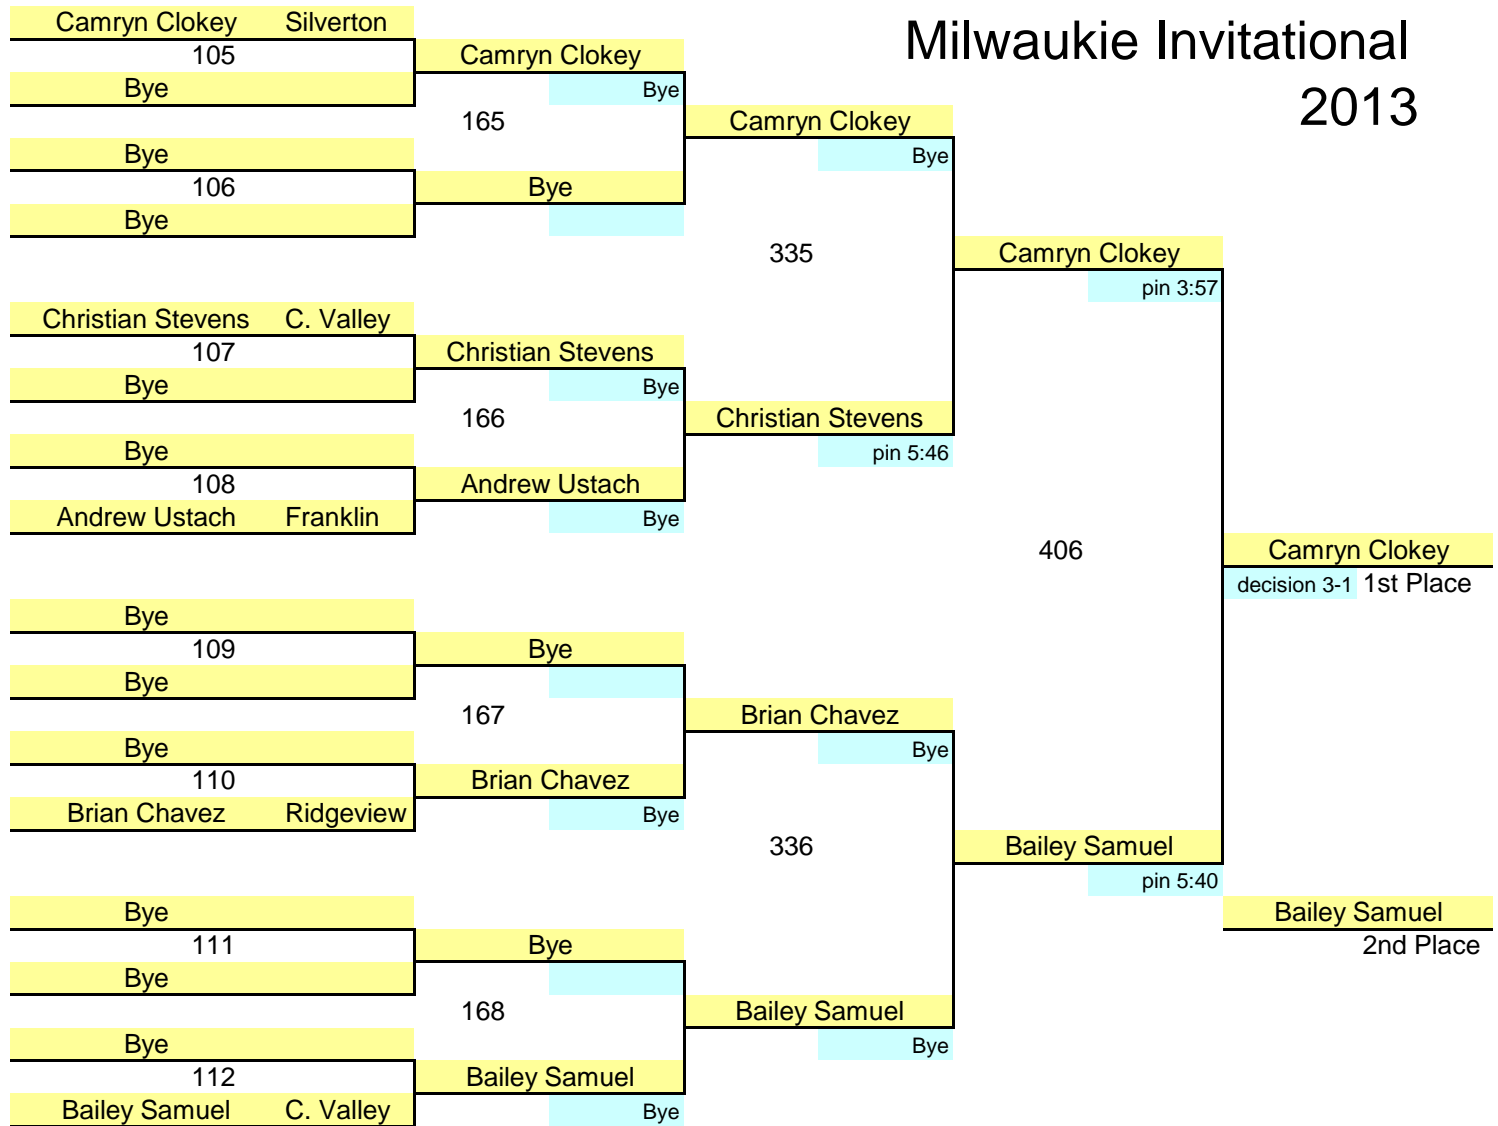 Camryn Clokey Silverton
Milwaukie Invitational
2013
105
Camryn Clokey
Bye
Bye
165
Camryn Clokey
Bye
Bye
106
Bye
Bye
335
Camryn Clokey
pin 3:57
Christian Stevens C. Valley
107
Christian Stevens
Bye
Bye
166
Christian Stevens
Bye
pin 5:46
108
Andrew Ustach
Andrew Ustach Franklin
Bye
406
Camryn Clokey
decision 3-1 1st Place
Bye
109
Bye
Bye
167
Brian Chavez
Bye
Bye
110
Brian Chavez
Brian Chavez Ridgeview
Bye
336
Bailey Samuel
pin 5:40
Bye
Bailey Samuel
111
Bye
2nd Place
Bye
168
Bailey Samuel
Bye
Bye
112
Bailey Samuel
Bailey Samuel C. Valley
Bye